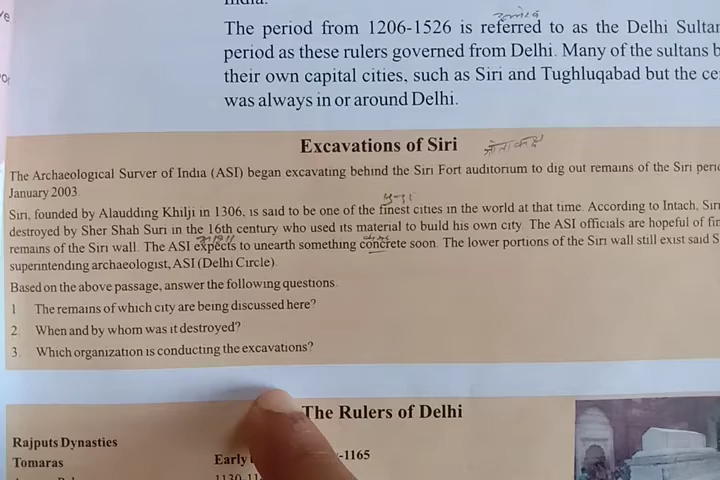 India.
The period from 1206-1526 is referred to as the Delhi Sultan
period as these rulers governed from Delhi. Many of the sultans b
their own capital cities, such as Siri and Tughluqabad but the ce
was always in or around Delhi.
Excavations of Siri
The Archaeological Surver of India (ASI) began excavating behind the Siri Fort auditorium to dig out remains of the Siri perio
January 2003.
Siri, founded by Alaudding Khilji in 1306, is said to be one of the finest cities in the world at that time. According to Intach, Siri
destroyed by Sher Shah Suri in the 16th century who used its material to build his own city. The ASI officials are hopeful of fin
remains of the Siri wall. The ASI expects to unearth something concrete soon. The lower portions of the Siri wall still exist said S
superintending archaeologist, ASI (Delhi Circle).
Based on the above passage, answer the following questions.
1 The remains of which city are being discussed here?
2. When and by whom was it destroyed?
3. Which organization is conducting the excavations?
The Rulers of Delhi
Rajputs Dynasties
Tomaras Early -1165